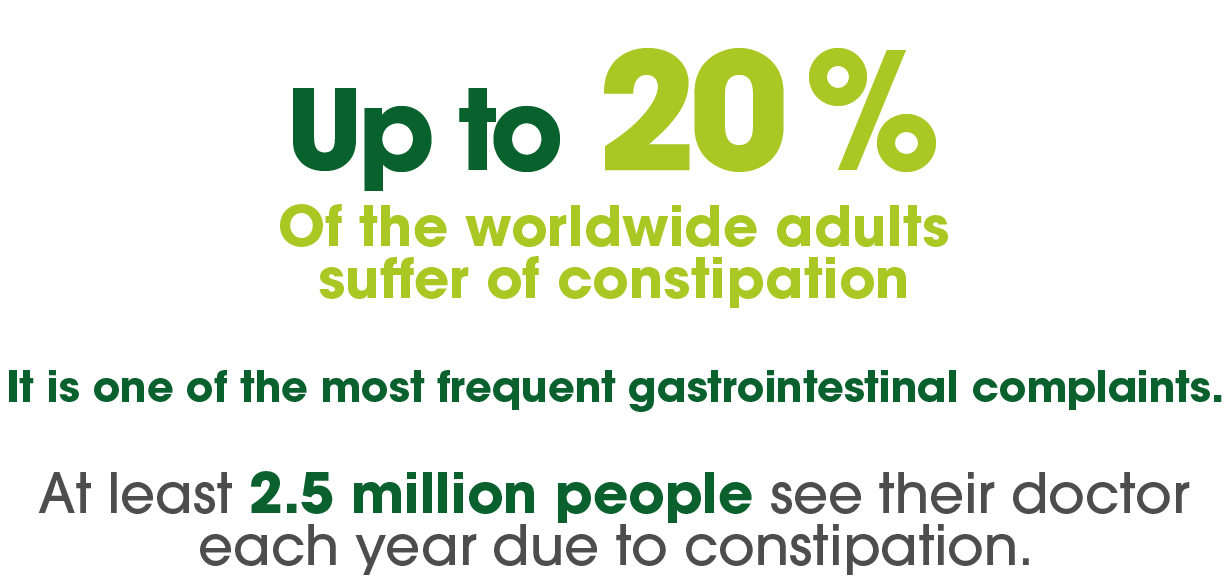 Up to 20%
Of the worldwide adults
suffer of constipation
It is one of the most frequent gastrointestinal complaints.
At least 2.5 million people see their doctor
each year due to constipation.